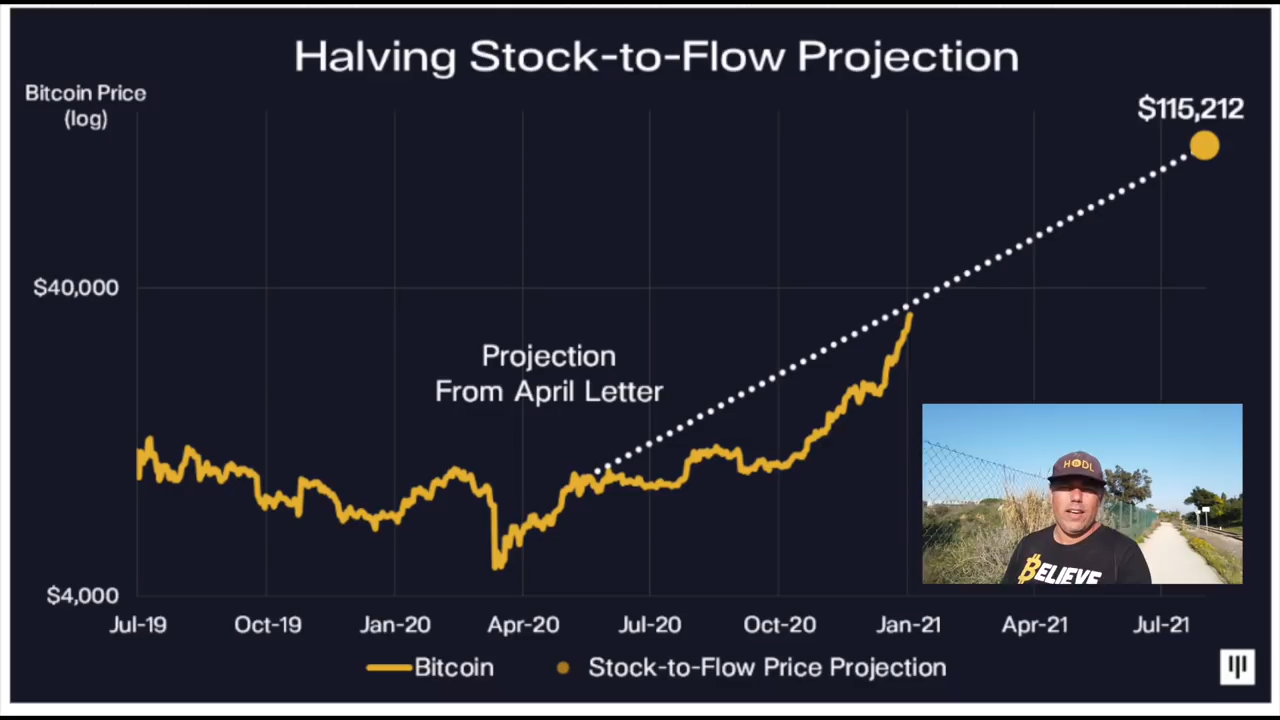 Halving Stock-to-Flow Projection
Bitcoin Price
(log)
$115,212
$40,000
Projection
From April Letter
HODL
BELIEVE
$4,000
Jul-19 Oct-19 Jan-20 Apr-20 Jul-20 Oct-20 Jan-21 Apr-21 Jul-21
Bitcoin Stock-to-Flow Price Projection